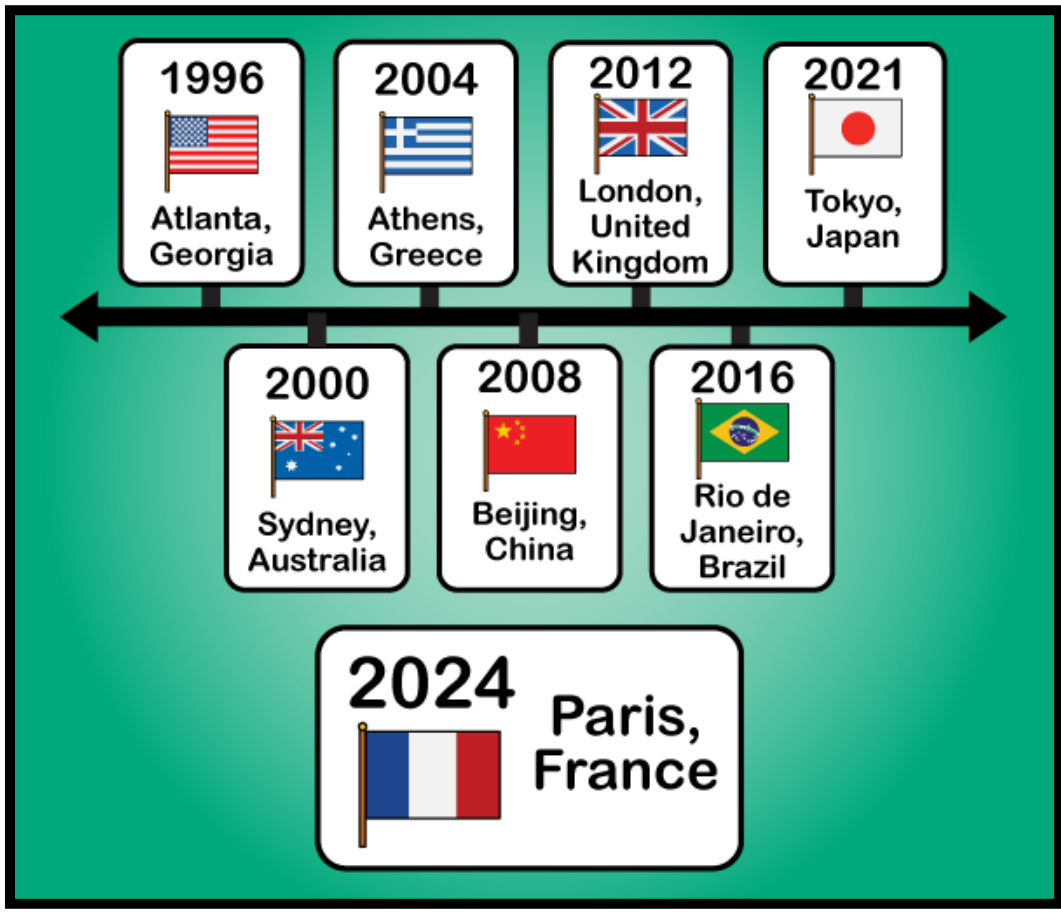 1996
Atlanta,
Georgia
2004
Athens,
Greece
2012
London,
United
Kingdom
2021
Tokyo,
Japan
2000
Sydney,
Australia
2008
Beijing,
China
2016
Rio de
Janeiro,
Brazil
2024
Paris,
France